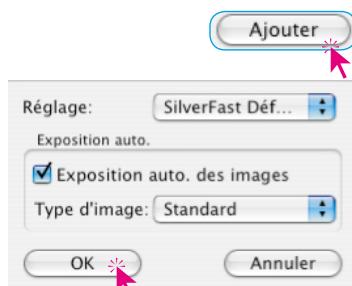 Ajouter
Réglage: SilverFast Déf...
Exposition auto.
Exposition auto. des images
Type d'image: Standard
OK Annuler